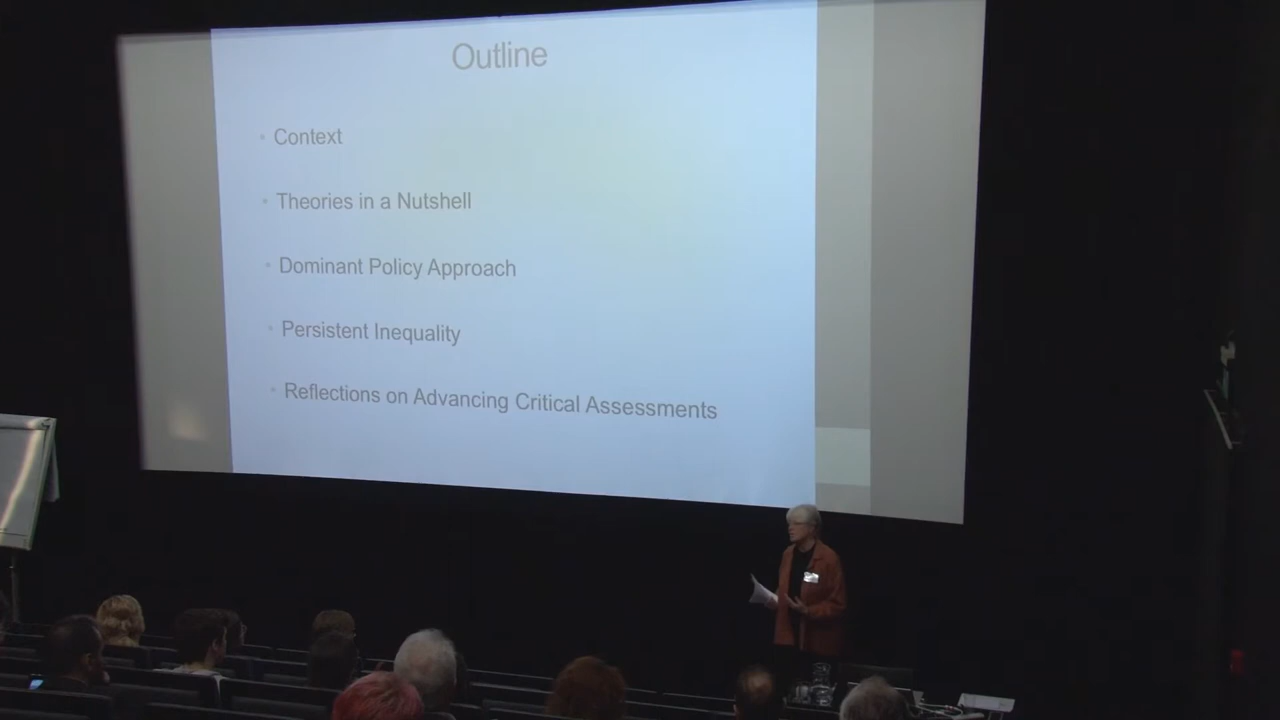 Outline
• Context
• Theories in a Nutshell
• Dominant Policy Approach
• Persistent Inequality
• Reflections on Advancing Critical Assessments